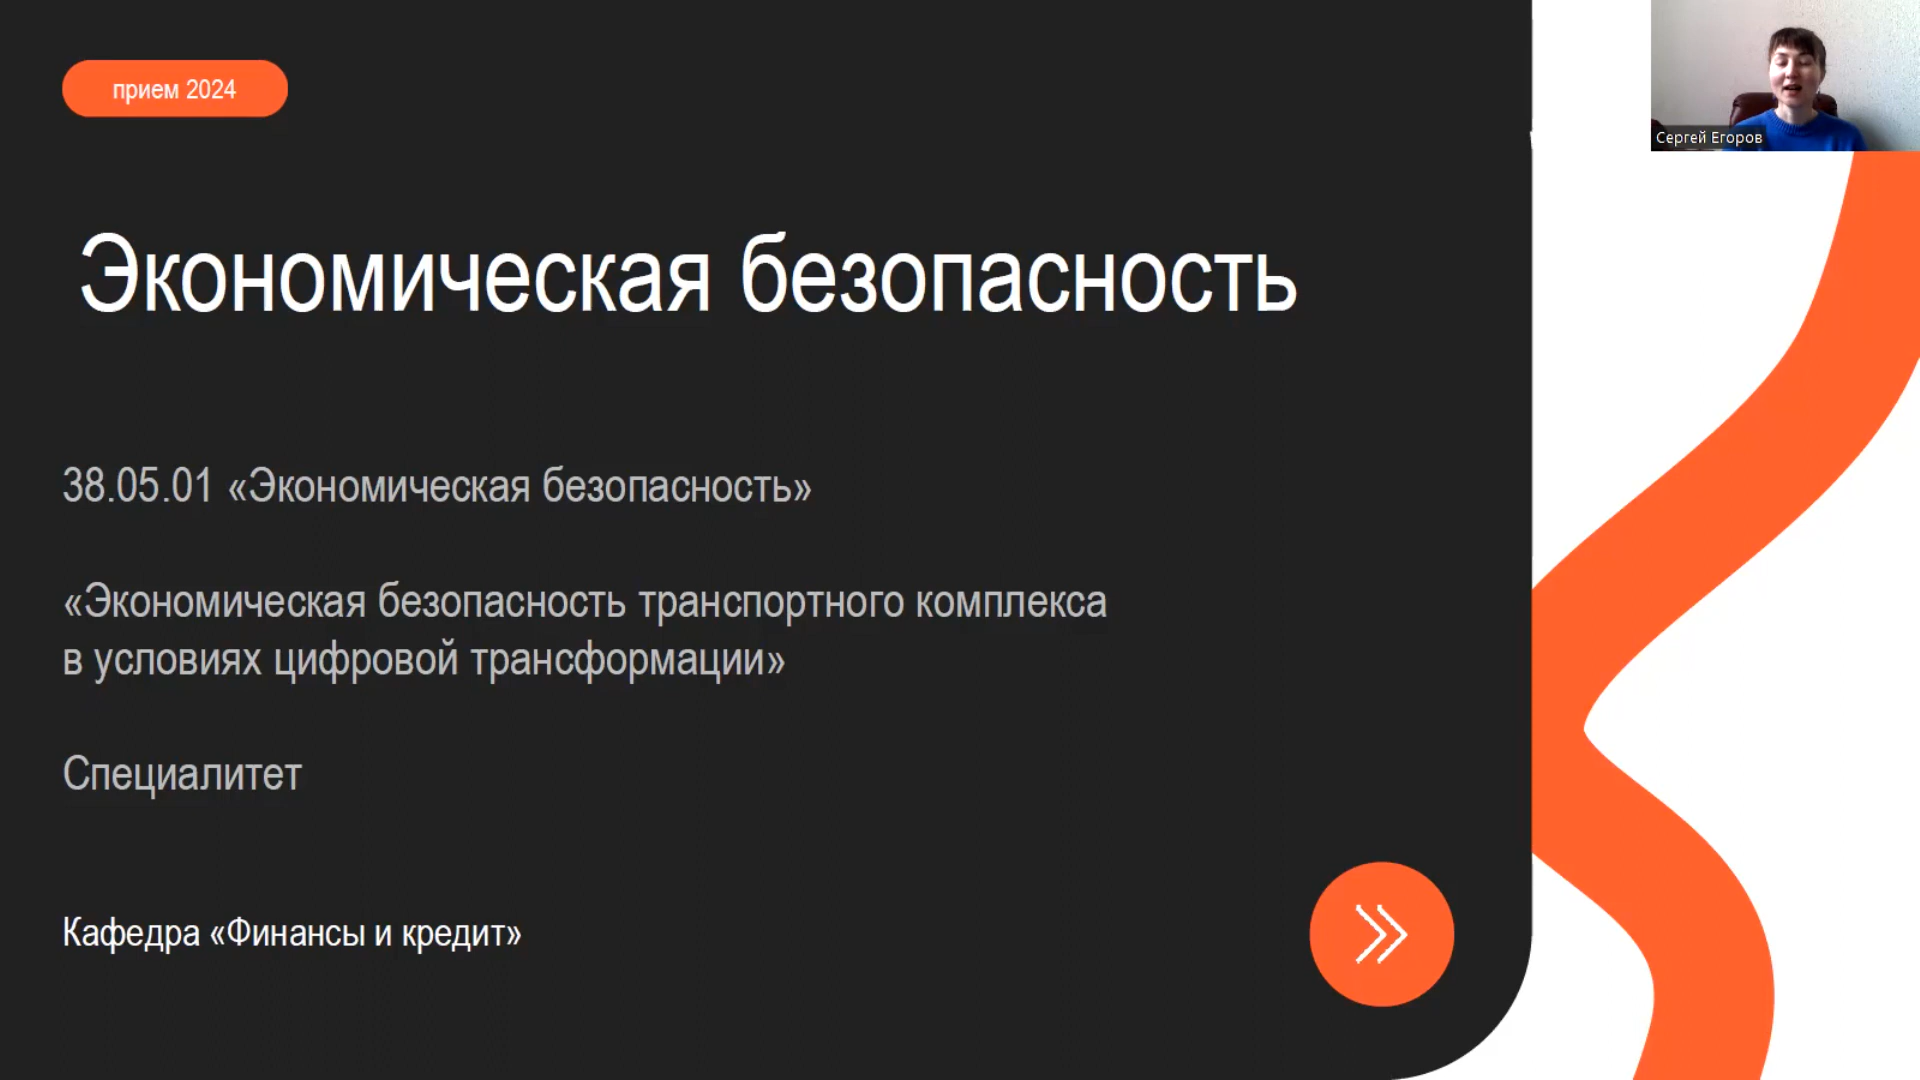 прием 2024
Сергей Егоров
Экономическая безопасность
38.05.01 «Экономическая безопасность»
«Экономическая безопасность транспортного комплекса
в условиях цифровой трансформации»
Специалитет
Кафедра «Финансы и кредит»